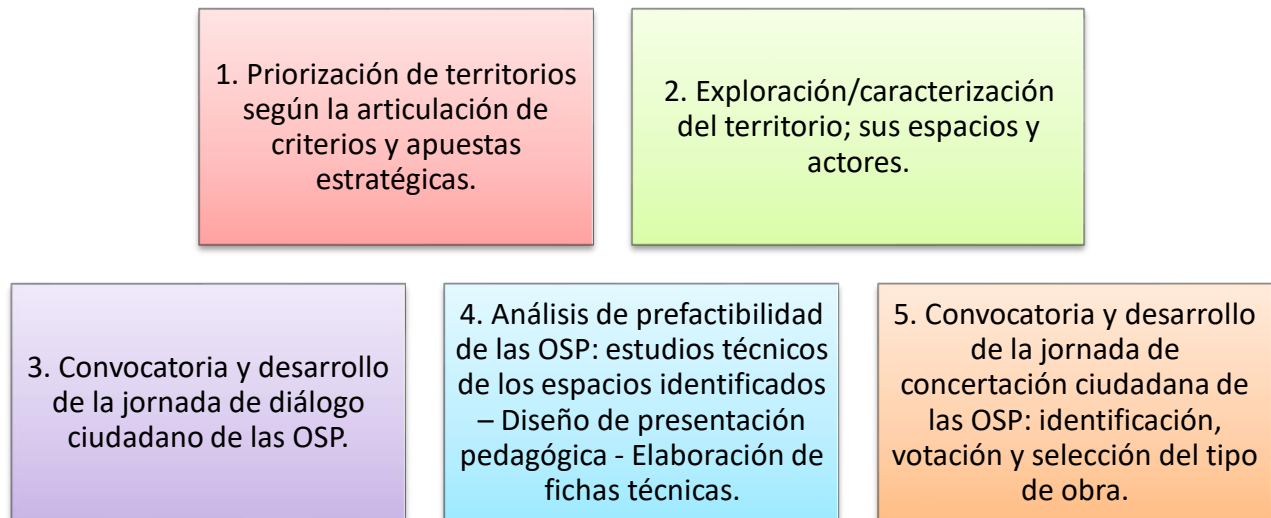 1. Priorización de territorios
según la articulación de
criterios y apuestas
estratégicas.
2. Exploración/caracterización
del territorio; sus espacios y
actores.
3. Convocatoria y desarrollo
de la jornada de diálogo
ciudadano de las OSP.
4. Análisis de prefactibilidad
de las OSP: estudios técnicos
de los espacios identificados
– Diseño de presentación
pedagógica - Elaboración de
fichas técnicas.
5. Convocatoria y desarrollo
de la jornada de
concertación ciudadana de
las OSP: identificación,
votación y selección del tipo
de obra.